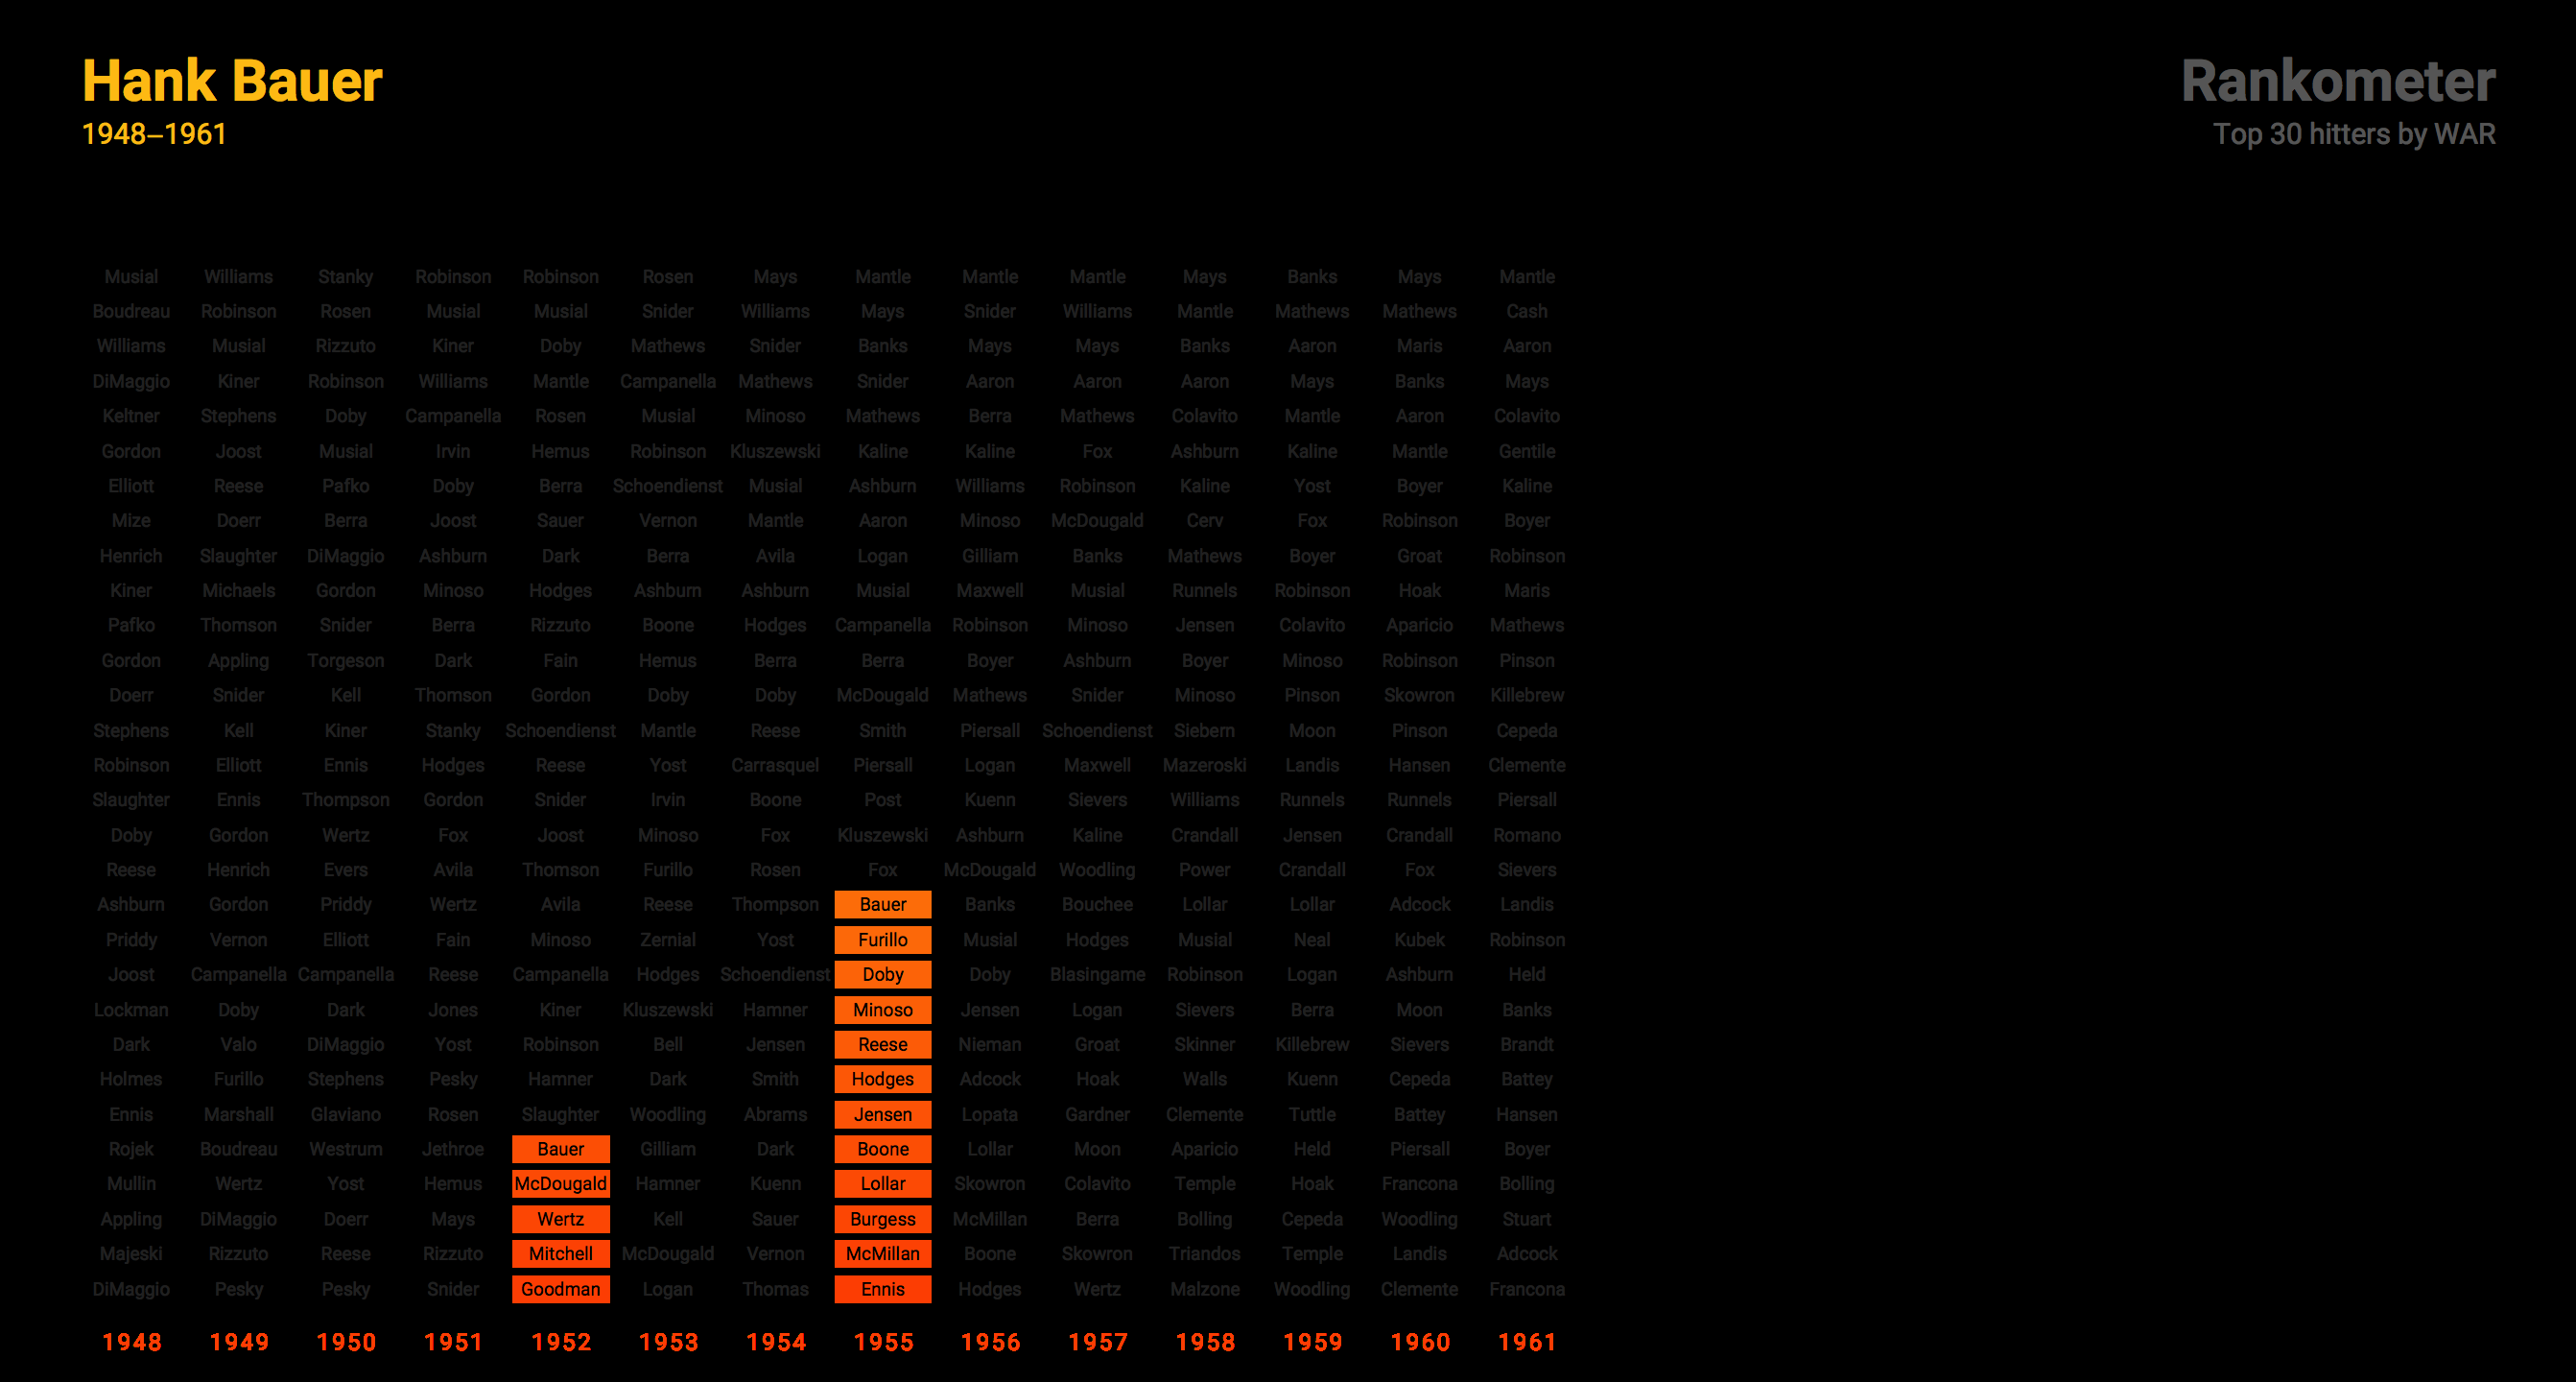 Hank Bauer
1948–1961
Rankometer
Top 30 hitters by WAR
Musial Williams Stanky Robinson Robinson Rosen Mays Mantle Mantle Mantle Mays Banks Mays Mantle
Boudreau Robinson Rosen Musial Musial Snider Williams Mays Snider Williams Mantle Mathews Mathews Cash
Williams Musial Rizzuto Kiner Doby Mathews Snider Banks Mays Mays Banks Aaron Maris Aaron
DiMaggio Kiner Robinson Williams Mantle Campanella Mathews Snider Aaron Aaron Aaron Mays Banks Mays
Keltner Stephens Doby Campanella Rosen Musial Minoso Mathews Berra Mathews Colavito Mantle Aaron Colavito
Gordon Joost Musial Irvin Hemus Robinson Kluszewski Kaline Kaline Fox Ashburn Kaline Mantle Gentile
Elliott Reese Pafko Doby Berra Schoendienst Musial Ashburn Williams Robinson Kaline Yost Boyer Kaline
Mize Doerr Berra Joost Sauer Vernon Mantle Aaron Minoso McDougald Cerv Fox Robinson Boyer
Henrich Slaughter DiMaggio Ashburn Dark Berra Avila Logan Gilliam Banks Mathews Boyer Groat Robinson
Kiner Michaels Gordon Minoso Hodges Ashburn Ashburn Musial Maxwell Musial Runnels Robinson Hoak Maris
Pafko Thomson Snider Berra Rizzuto Boone Hodges Campanella Robinson Minoso Jensen Colavito Aparicio Mathews
Gordon Appling Torgeson Dark Fain Hemus Berra Berra Boyer Ashburn Boyer Minoso Robinson Pinson
Doerr Snider Kell Thomson Gordon Doby Doby McDougald Mathews Snider Minoso Pinson Skowron Killebrew
Stephens Kell Kiner Stanky Schoendienst Mantle Reese Smith Piersall Schoendienst Siebern Moon Pinson Cepeda
Robinson Elliott Ennis Hodges Reese Yost Carrasquel Piersall Logan Maxwell Mazeroski Landis Hansen Clemente
Slaughter Ennis Thompson Gordon Snider Irvin Boone Post Kuenn Sievers Williams Runnels Runnels Piersall
Doby Gordon Wertz Fox Joost Minoso Fox Kluszewski Ashburn Kaline Crandall Jensen Crandall Romano
Reese Henrich Evers Avila Thomson Furillo Rosen Fox McDougald Woodling Power Crandall Fox Sievers
Ashburn Gordon Priddy Wertz Avila Reese Thompson Bauer Banks Bouchee Lollar Lollar Adcock Landis
Priddy Vernon Elliott Fain Minoso Zernial Yost Furillo Musial Hodges Musial Neal Kubek Robinson
Joost Campanella Campanella Reese Campanella Hodges Schoendienst Doby Doby Blasingame Robinson Logan Ashburn Held
Lockman Doby Dark Jones Kiner Kluszewski Hamner Minoso Jensen Logan Sievers Berra Moon Banks
Dark Valo DiMaggio Yost Robinson Bell Jensen Reese Nieman Groat Skinner Killebrew Sievers Brandt
Holmes Furillo Stephens Pesky Hamner Dark Smith Hodges Adcock Hoak Walls Kuenn Cepeda Battey
Ennis Marshall Glaviano Rosen Slaughter Woodling Abrams Jensen Lopata Gardner Clemente Tuttle Battey Hansen
Rojek Boudreau Westrum Jethroe Bauer Gilliam Dark Boone Lollar Moon Aparicio Held Piersall Boyer
Mullin Wertz Yost Hemus McDougald Hamner Kuenn Lollar Skowron Colavito Temple Hoak Francona Bolling
Appling DiMaggio Doerr Mays Wertz Kell Sauer Burgess McMillan Berra Bolling Cepeda Woodling Stuart
Majeski Rizzuto Reese Rizzuto Mitchell McDougald Vernon McMillan Boone Skowron Triandos Temple Landis Adcock
DiMaggio Pesky Pesky Snider Goodman Logan Thomas Ennis Hodges Wertz Malzone Woodling Clemente Francona
1948 1949 1950 1951 1952 1953 1954 1955 1956 1957 1958 1959 1960 1961